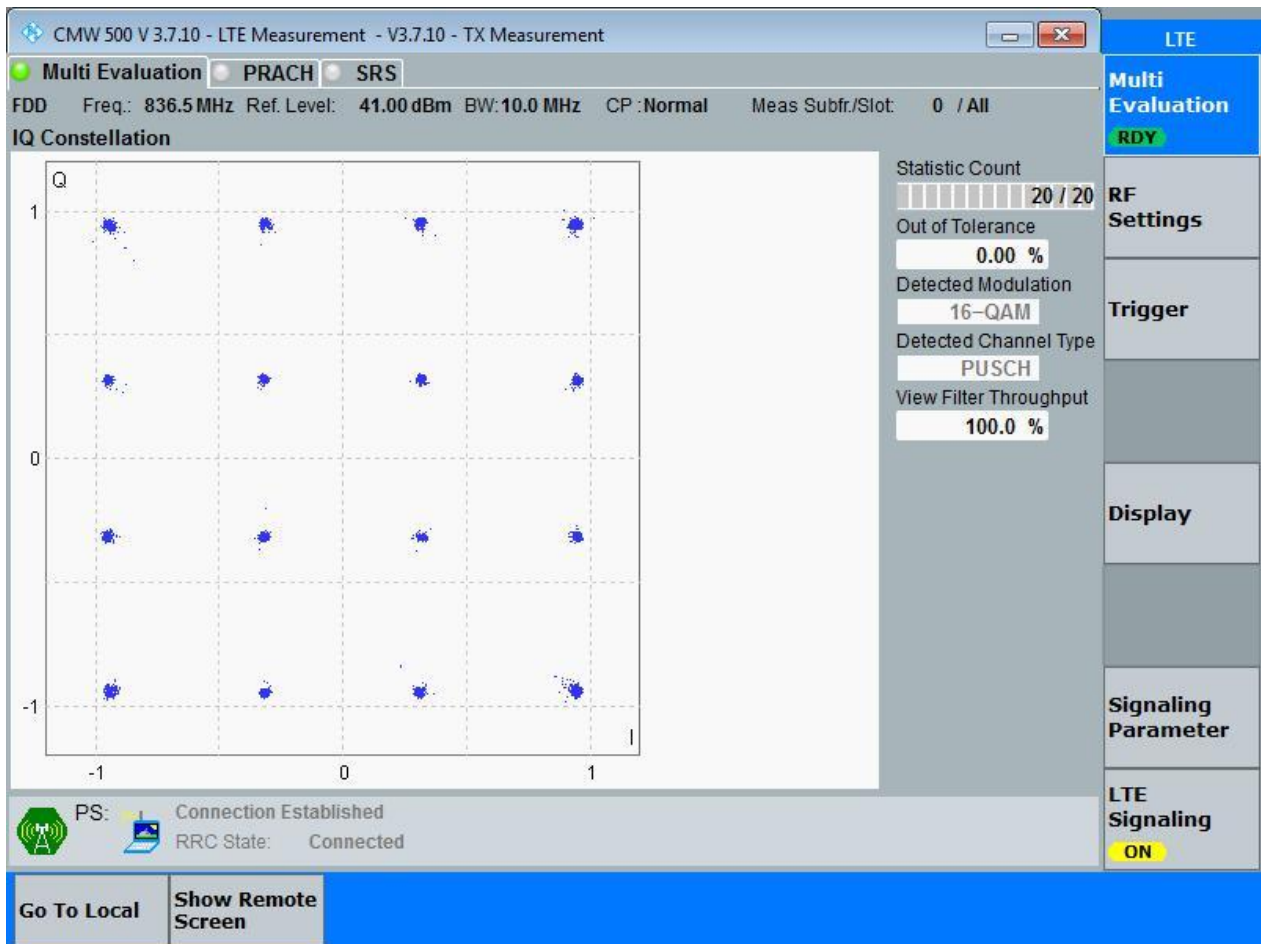 CMW 500 V 3.7.10 - LTE Measurement - V3.7.10 - TX Measurement
Multi Evaluation PRACH SRS
FDD Freq.: 836.5 MHz Ref. Level: 41.00 dBm BW: 10.0 MHz CP : Normal Meas Subfr./Slot: 0 / All
IQ Constellation
Q
1
0
-1
I
-1 0 1
Statistic Count
20 / 20
Out of Tolerance
0.00 %
Detected Modulation
16-QAM
Detected Channel Type
PUSCH
View Filter Throughput
100.0 %
PS: Connection Established
RRC State: Connected
LTE
Multi
Evaluation
RDY
RF
Settings
Trigger
Display
Signaling
Parameter
LTE
Signaling
ON
Go To Local
Show Remote
Screen